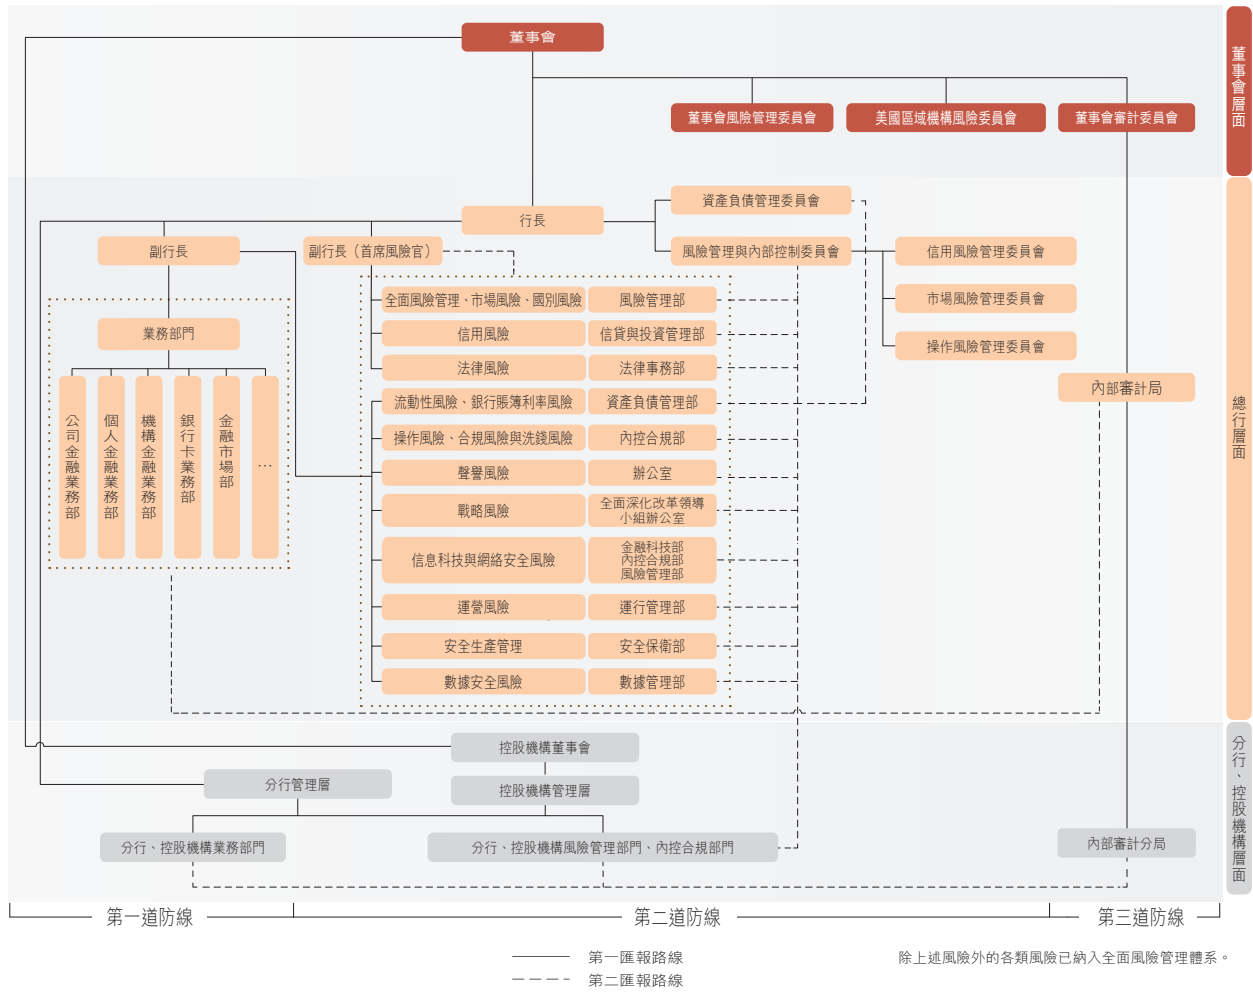 董事會
董事會風險管理委員會
美國區域機構風險委員會
董事會審計委員會
董事會層面
行長
資產負債管理委員會
副行長
副行長（首席風險官）
風險管理與內部控制委員會
信用風險管理委員會
市場風險管理委員會
操作風險管理委員會
業務部門
公司金融業務部
個人金融業務部
機構金融業務部
銀行卡業務部
金融市場部
…
全面風險管理、市場風險、國別風險
風險管理部
信用風險
信貸與投資管理部
法律風險
法律事務部
流動性風險、銀行賬簿利率風險
資產負債管理部
操作風險、合規風險與洗錢風險
內控合規部
聲譽風險
辦公室
戰略風險
全面深化改革領導
小組辦公室
信息科技與網絡安全風險
金融科技部
內控合規部
風險管理部
運營風險
運行管理部
安全生產管理
安全保衛部
數據安全風險
數據管理部
內部審計局
總行層面
控股機構董事會
分行管理層
控股機構管理層
分行、控股機構業務部門
分行、控股機構風險管理部門、內控合規部門
內部審計分局
分行、控股機構層面
第一道防線
第二道防線
第三道防線
第一匯報路線
第二匯報路線
除上述風險外的各類風險已納入全面風險管理體系。